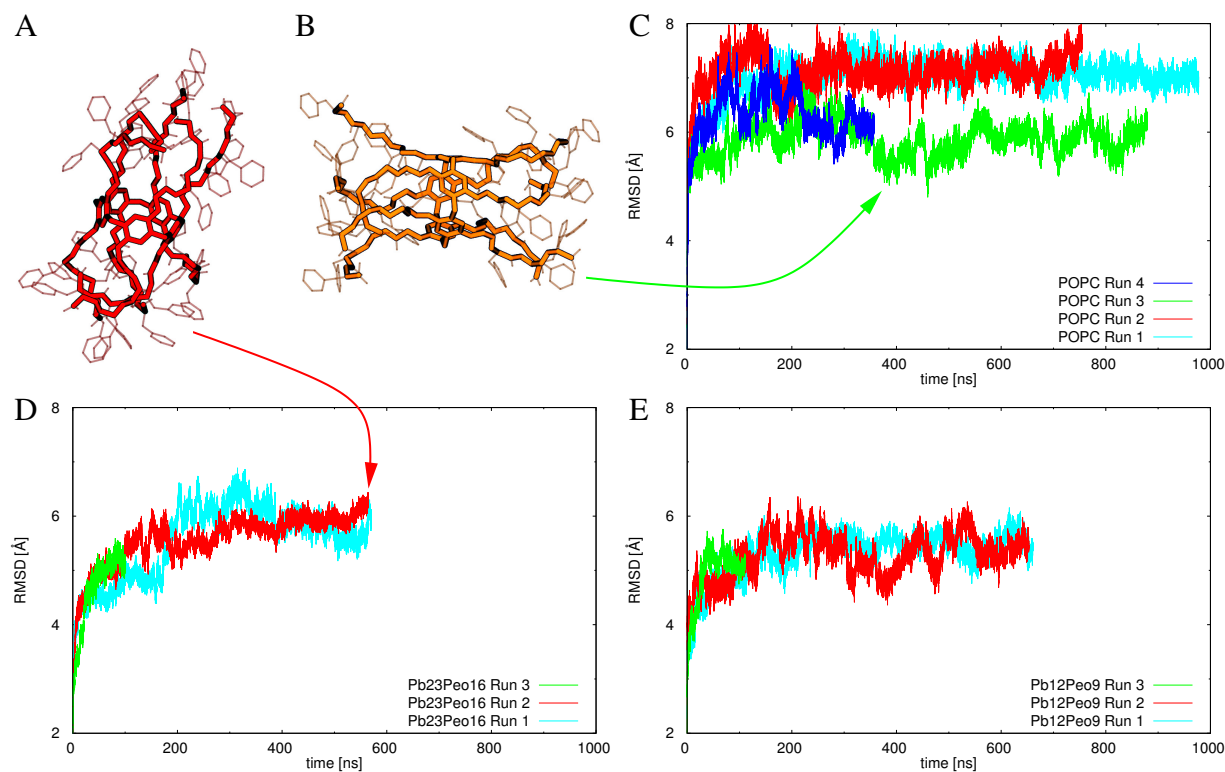 A
B
C
8
6
4
2
0
200
400
600
800
1000
RMSD [Å]
time [ns]
POPC Run 4
POPC Run 3
POPC Run 2
POPC Run 1
D
8
6
4
2
0
200
400
600
800
1000
RMSD [Å]
time [ns]
Pb23Peo16 Run 3
Pb23Peo16 Run 2
Pb23Peo16 Run 1
E
8
6
4
2
0
200
400
600
800
1000
RMSD [Å]
time [ns]
Pb12Peo9 Run 3
Pb12Peo9 Run 2
Pb12Peo9 Run 1